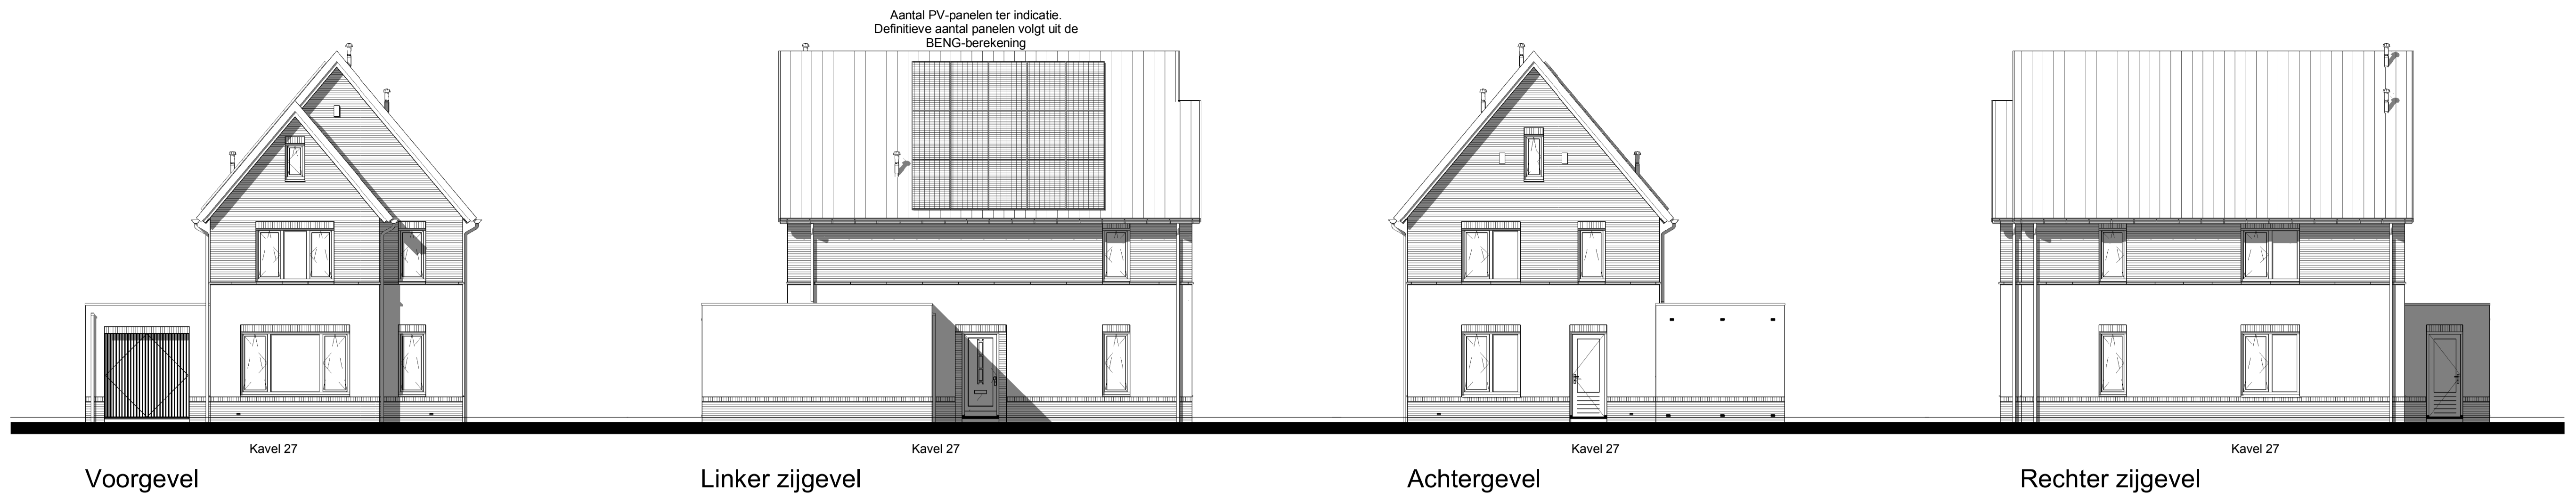 Aantal PV-panelen ter indicatie.
Definitieve aantal panelen volgt uit de
BENG-berekening
Kavel 27
Kavel 27
Kavel 27
Kavel 27
Voorgevel
Linker zijgevel
Achtergevel
Rechter zijgevel